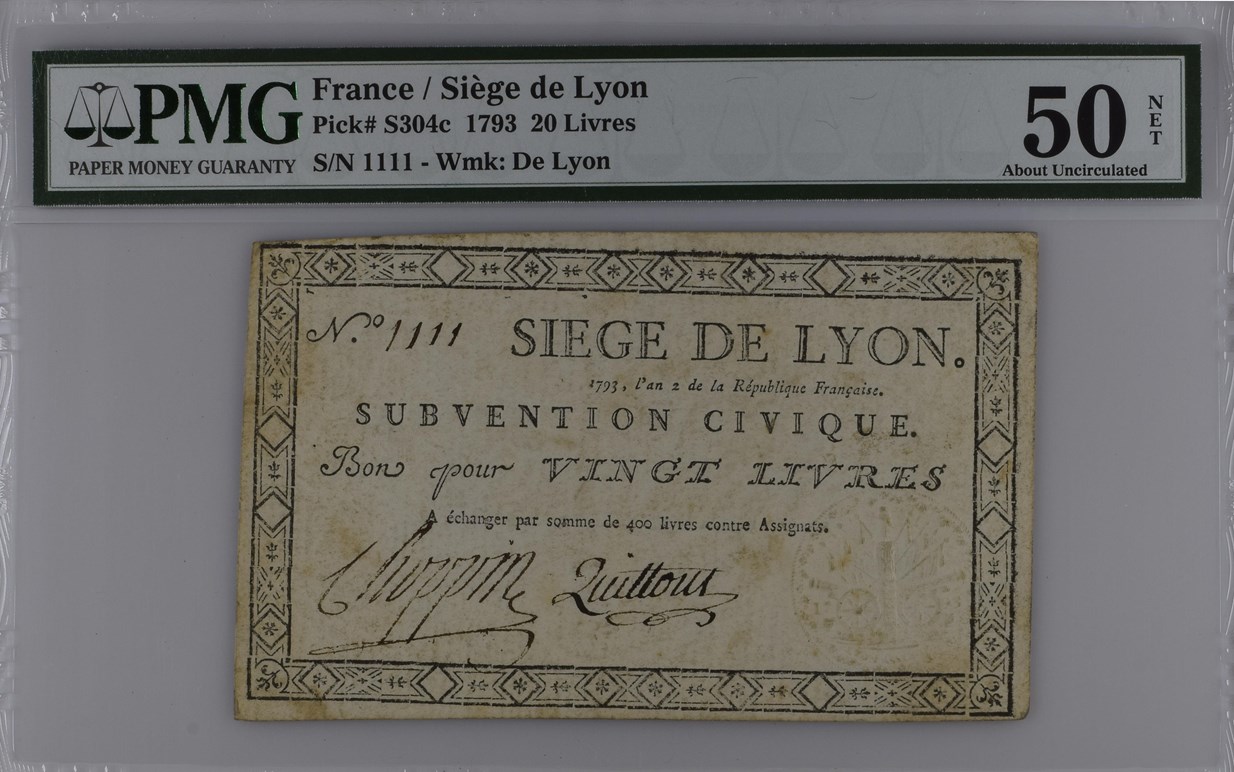 PMG
PAPER MONEY GUARANTY
France / Siège de Lyon
Pick# S304c 1793 20 Livres
S/N 1111 - Wmk: De Lyon
50
NET
About Uncirculated
N.º 1111 SIEGE DE LYON.
1793, l'an 2 de la République Française.
SUBVENTION CIVIQUE.
Bon pour VINGT LIVRES
A échanger par somme de 400 livres contre Assignats.
Choppin Quittout